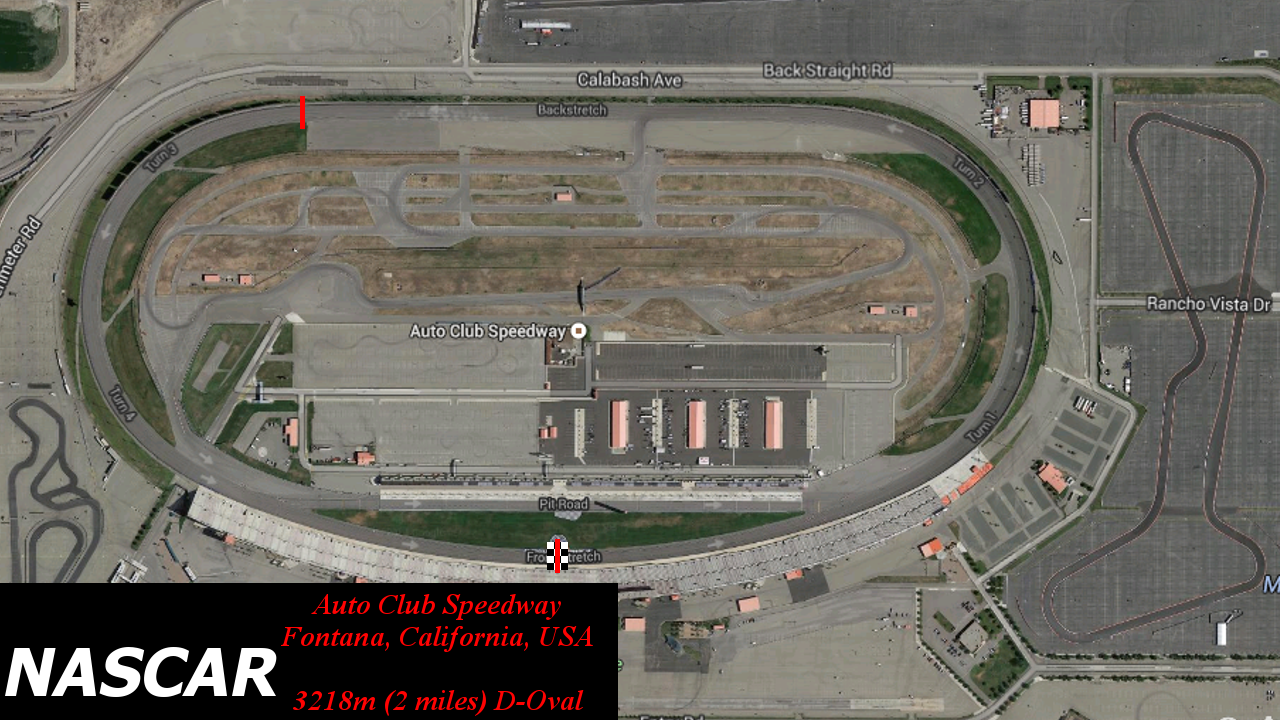 Calabash Ave
Back Straight Rd
Backstretch
Turn 3
Turn 2
Rancho Vista Dr
Auto Club Speedway
Turn 4
Turn 1
Pit Road
M
Auto Club Speedway
Fontana, California, USA
NASCAR
3218m (2 miles) D-Oval